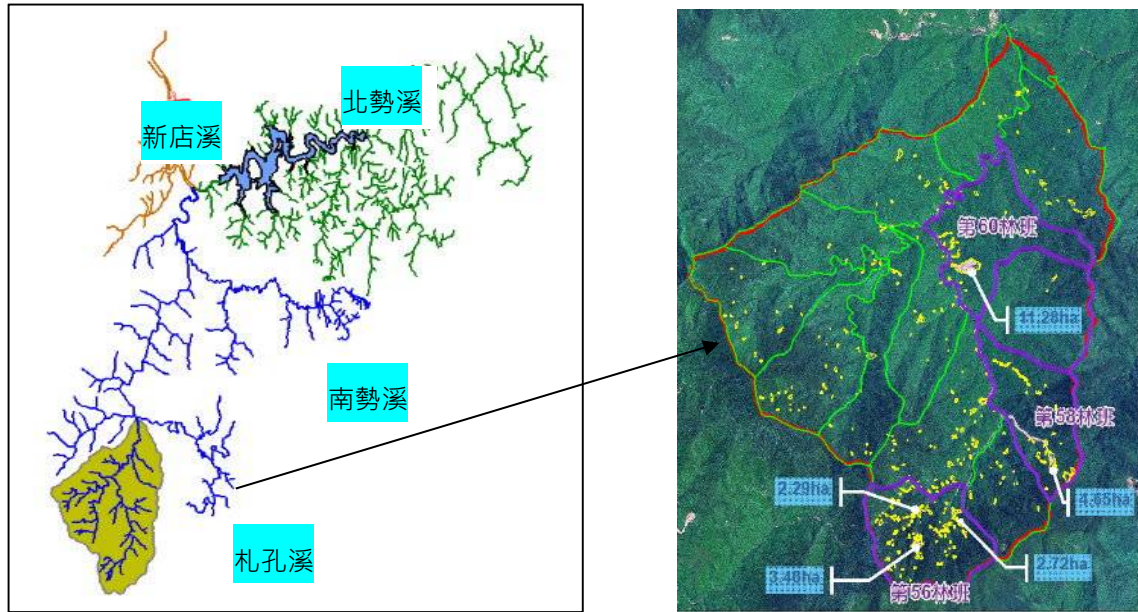 北勢溪
新店溪
南勢溪
札孔溪
第60林班
11.28ha
第58林班
2.29ha
4.65ha
3.48ha
2.72ha
第56林班